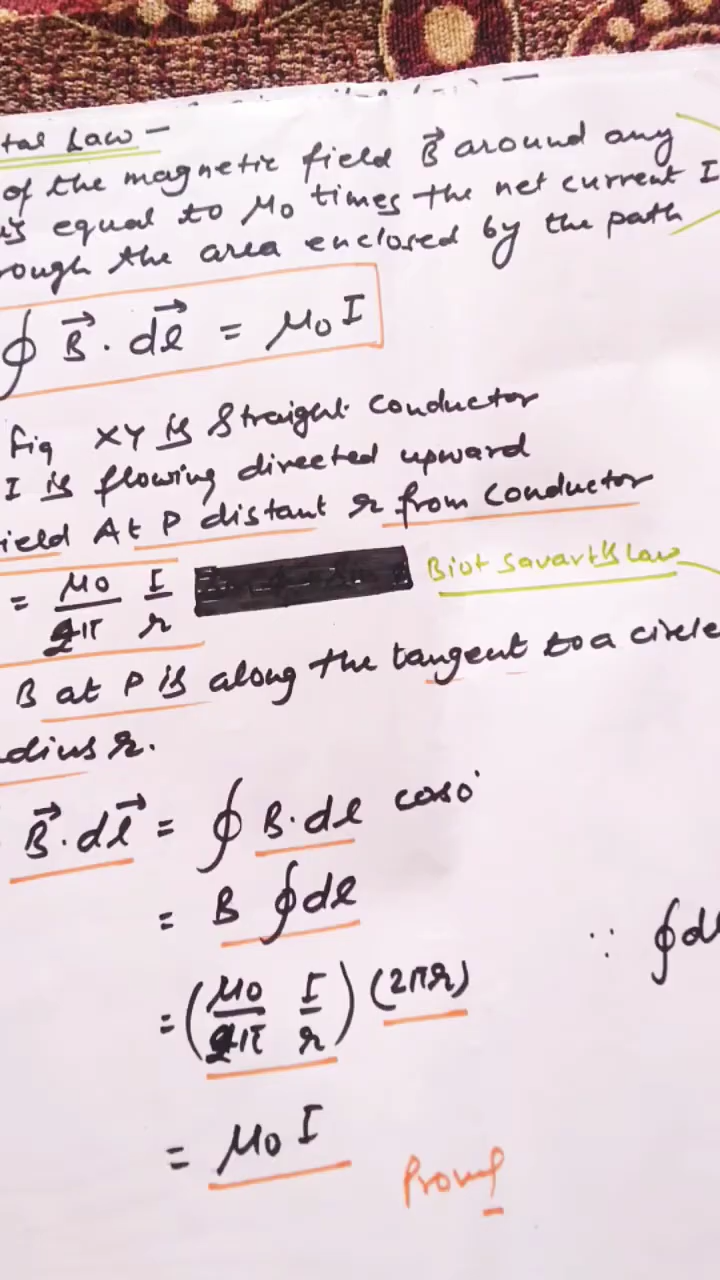 tal Law —
of the magnetic field B⃗ around any
is equal to μ₀ times the net current I
rough the area enclosed by the path
∮ B⃗ . dl⃗ = μ₀ I
Fig XY is straight conductor
I is flowing directed upward
ield At P distant r from conductor
= μ₀/2π I/r Biot Savart's Law
B at P is along the tangent to a circle
dius r.
B⃗ . dl⃗ = ∮ B . dl cos0°
= B ∮ dl
∵ ∮ dl
= (μ₀/2π I/r) (2πr)
= μ₀ I
Proved